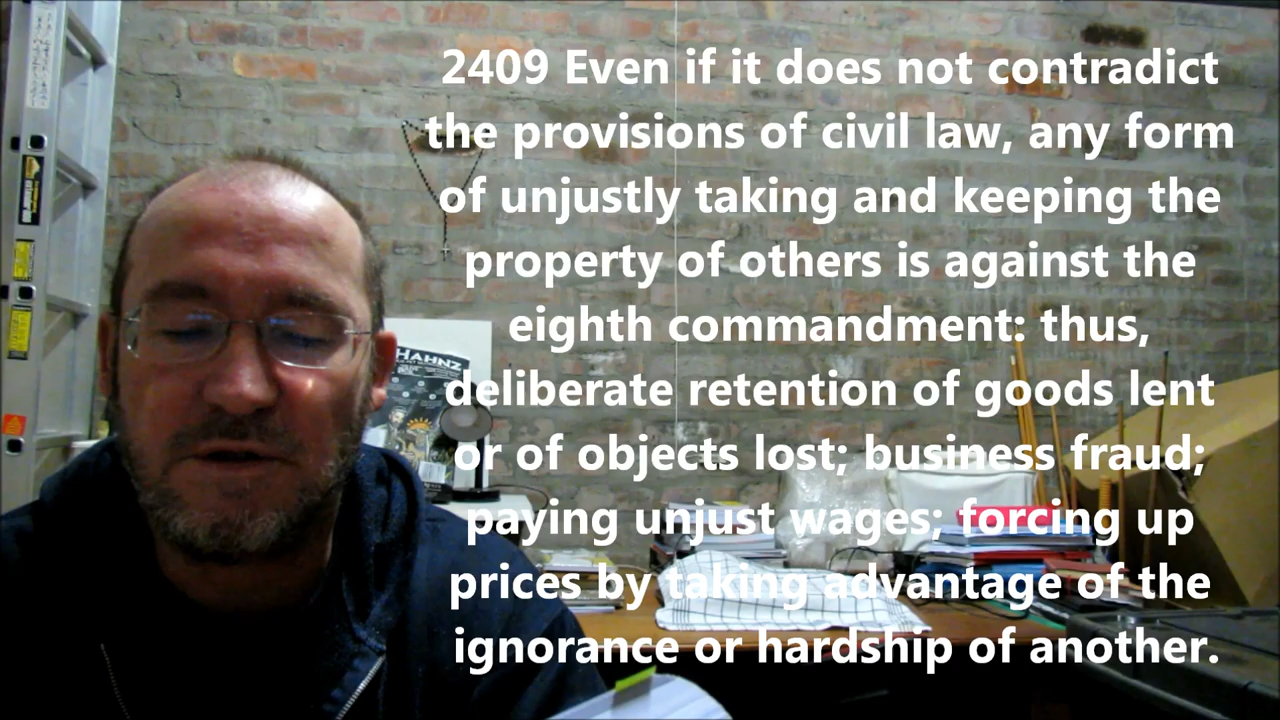 2409 Even if it does not contradict
the provisions of civil law, any form
of unjustly taking and keeping the
property of others is against the
eighth commandment: thus,
deliberate retention of goods lent
or of objects lost; business fraud;
paying unjust wages; forcing up
prices by taking advantage of the
ignorance or hardship of another.
HAHNZ